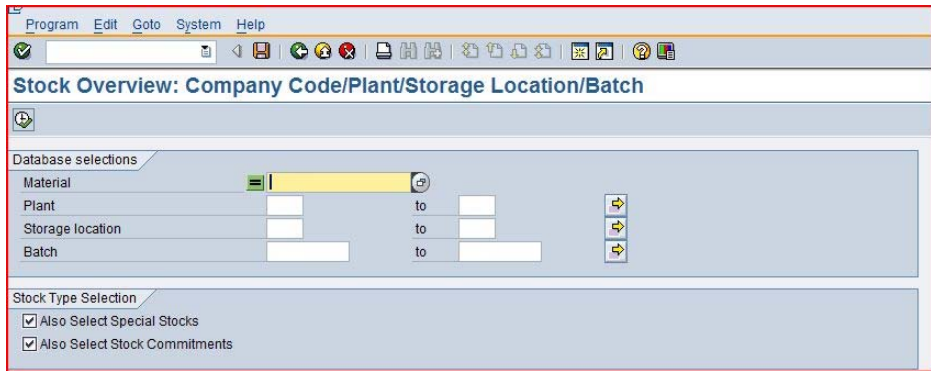 Program Edit Goto System Help
Stock Overview: Company Code/Plant/Storage Location/Batch
Database selections
Material
Plant to
Storage location to
Batch to
Stock Type Selection
Also Select Special Stocks
Also Select Stock Commitments